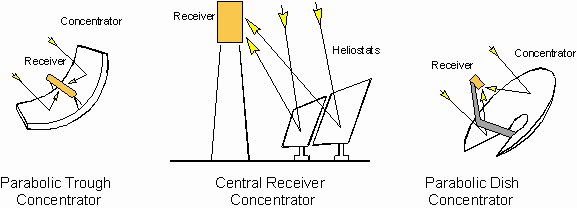 Concentrator
Receiver
Parabolic Trough
Concentrator
Receiver
Heliostats
Central Receiver
Concentrator
Concentrator
Receiver
Parabolic Dish
Concentrator